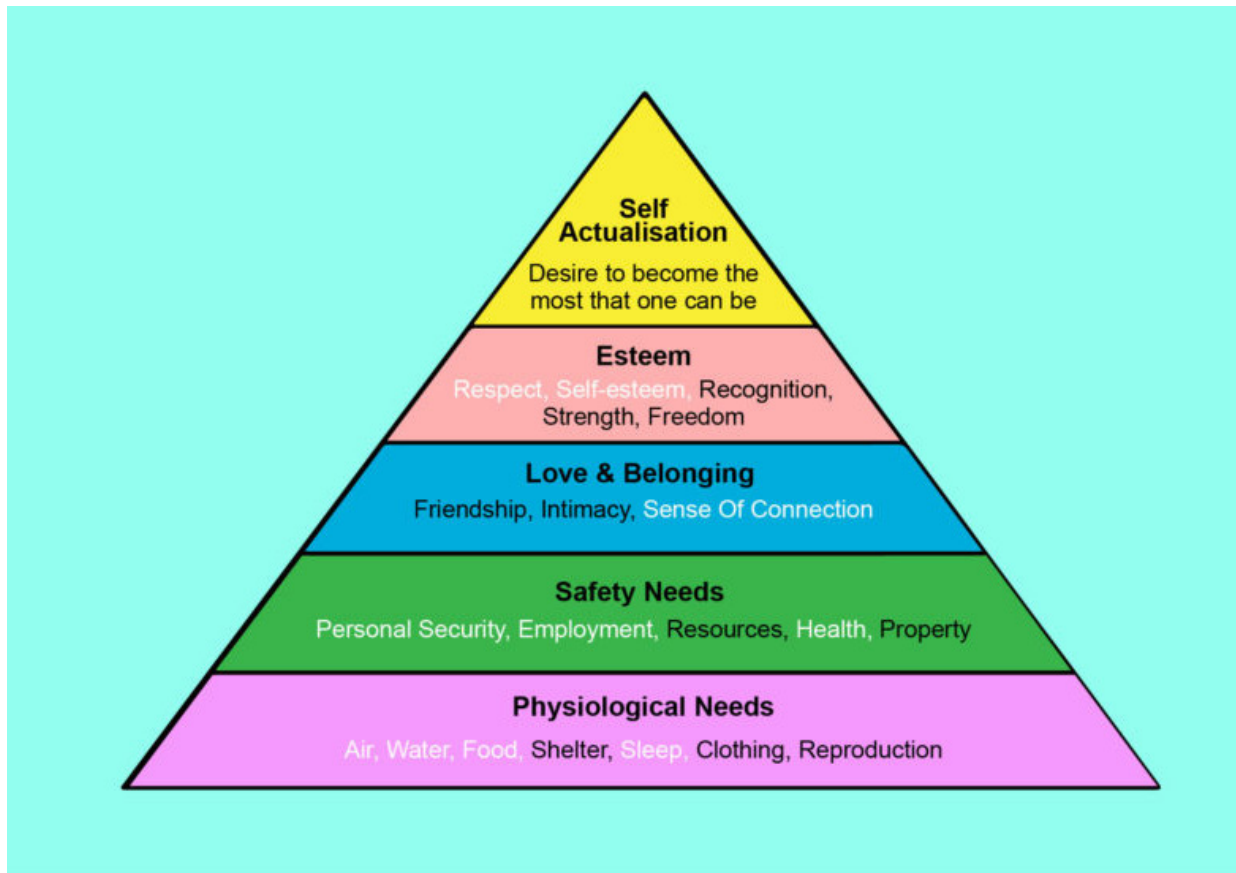 Self
Actualisation
Desire to become the
most that one can be
Esteem
Respect, Self-esteem, Recognition,
Strength, Freedom
Love & Belonging
Friendship, Intimacy, Sense Of Connection
Safety Needs
Personal Security, Employment, Resources, Health, Property
Physiological Needs
Air, Water, Food, Shelter, Sleep, Clothing, Reproduction